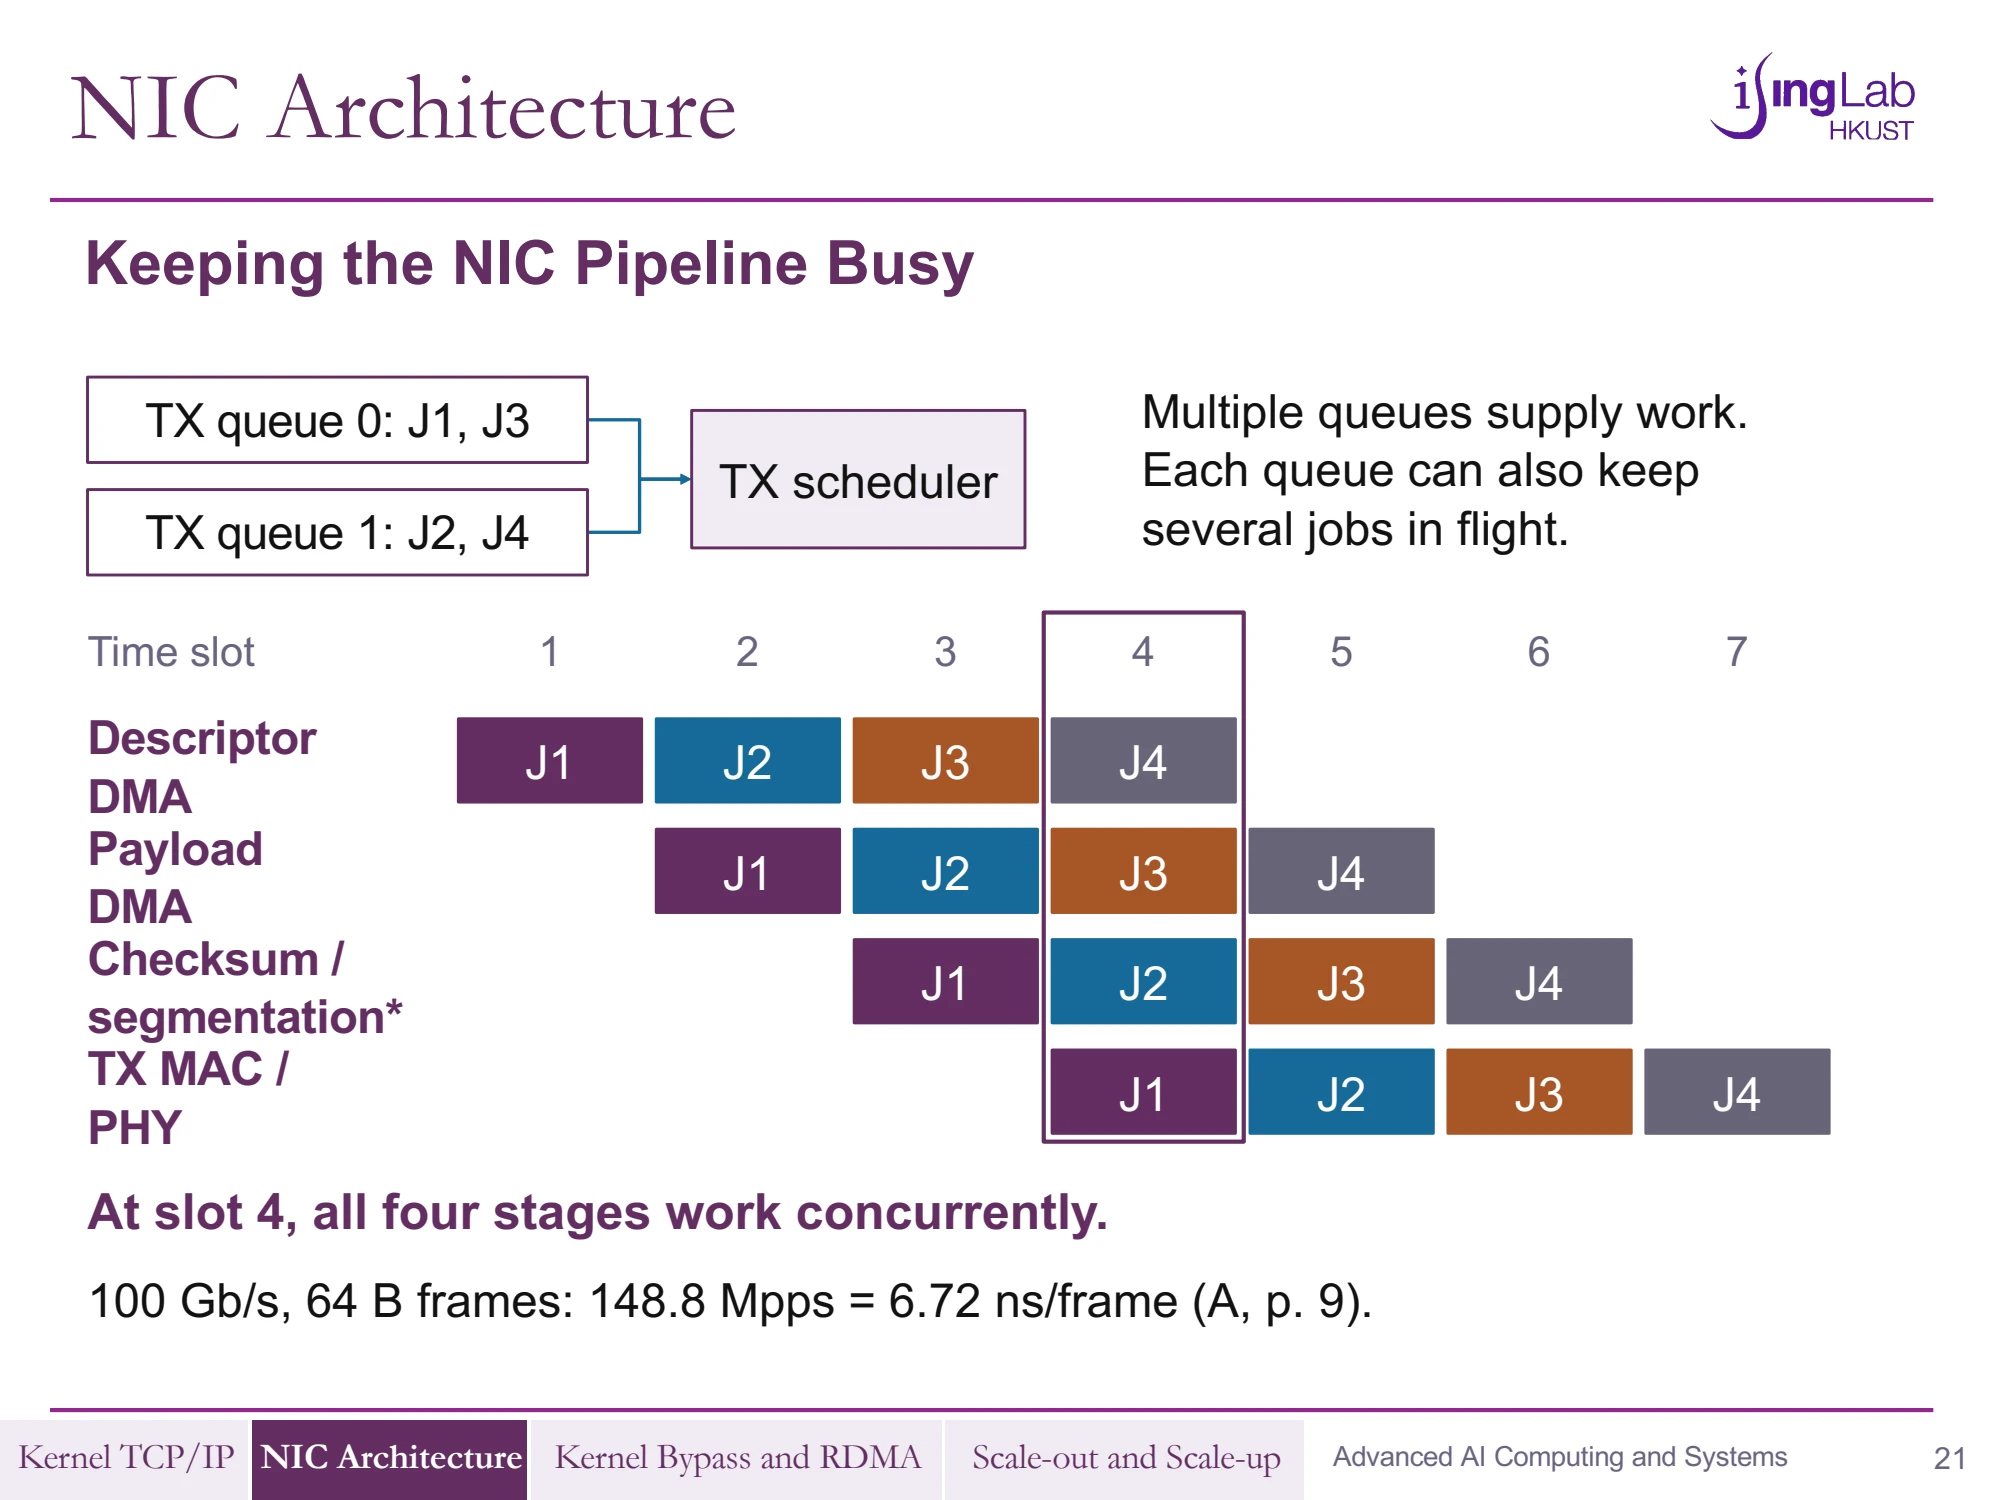 NIC Architecture
isingLab
HKUST
Keeping the NIC Pipeline Busy
TX queue 0: J1, J3
TX queue 1: J2, J4
TX scheduler
Multiple queues supply work.
Each queue can also keep
several jobs in flight.
Time slot 1 2 3 4 5 6 7
Descriptor
DMA
J1 J2 J3 J4
Payload
DMA
J1 J2 J3 J4
Checksum /
segmentation*
J1 J2 J3 J4
TX MAC /
PHY
J1 J2 J3 J4
At slot 4, all four stages work concurrently.
100 Gb/s, 64 B frames: 148.8 Mpps = 6.72 ns/frame (A, p. 9).
Kernel TCP/IP NIC Architecture Kernel Bypass and RDMA Scale-out and Scale-up Advanced AI Computing and Systems 21